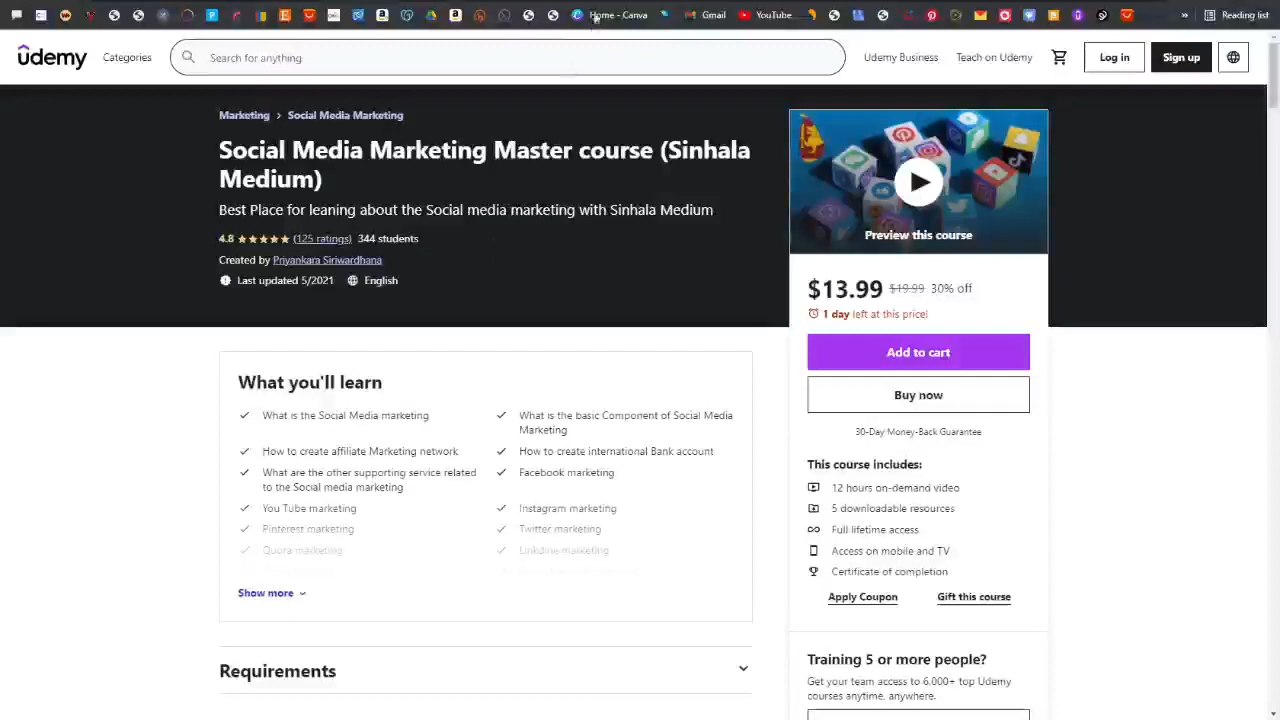 Home - Canva
Gmail
YouTube
»
Reading list
ûdemy
Categories
Search for anything
Udemy Business
Teach on Udemy
Log in
Sign up
Marketing > Social Media Marketing
Social Media Marketing Master course (Sinhala
Medium)
Best Place for leaning about the Social media marketing with Sinhala Medium
4.8 ★★★★★ (125 ratings) 344 students
Created by Priyankara Siriwardhana
Last updated 5/2021 English
Preview this course
$13.99 $19.99 30% off
1 day left at this price!
Add to cart
Buy now
30-Day Money-Back Guarantee
This course includes:
12 hours on-demand video
5 downloadable resources
Full lifetime access
Access on mobile and TV
Certificate of completion
Apply Coupon
Gift this course
Training 5 or more people?
Get your team access to 6,000+ top Udemy
courses anytime, anywhere.
What you'll learn
What is the Social Media marketing
What is the basic Component of Social Media
Marketing
How to create affiliate Marketing network
How to create international Bank account
What are the other supporting service related
to the Social media marketing
Facebook marketing
You Tube marketing
Instagram marketing
Pinterest marketing
Twitter marketing
Quora marketing
Linkdine marketing
Show more
Requirements